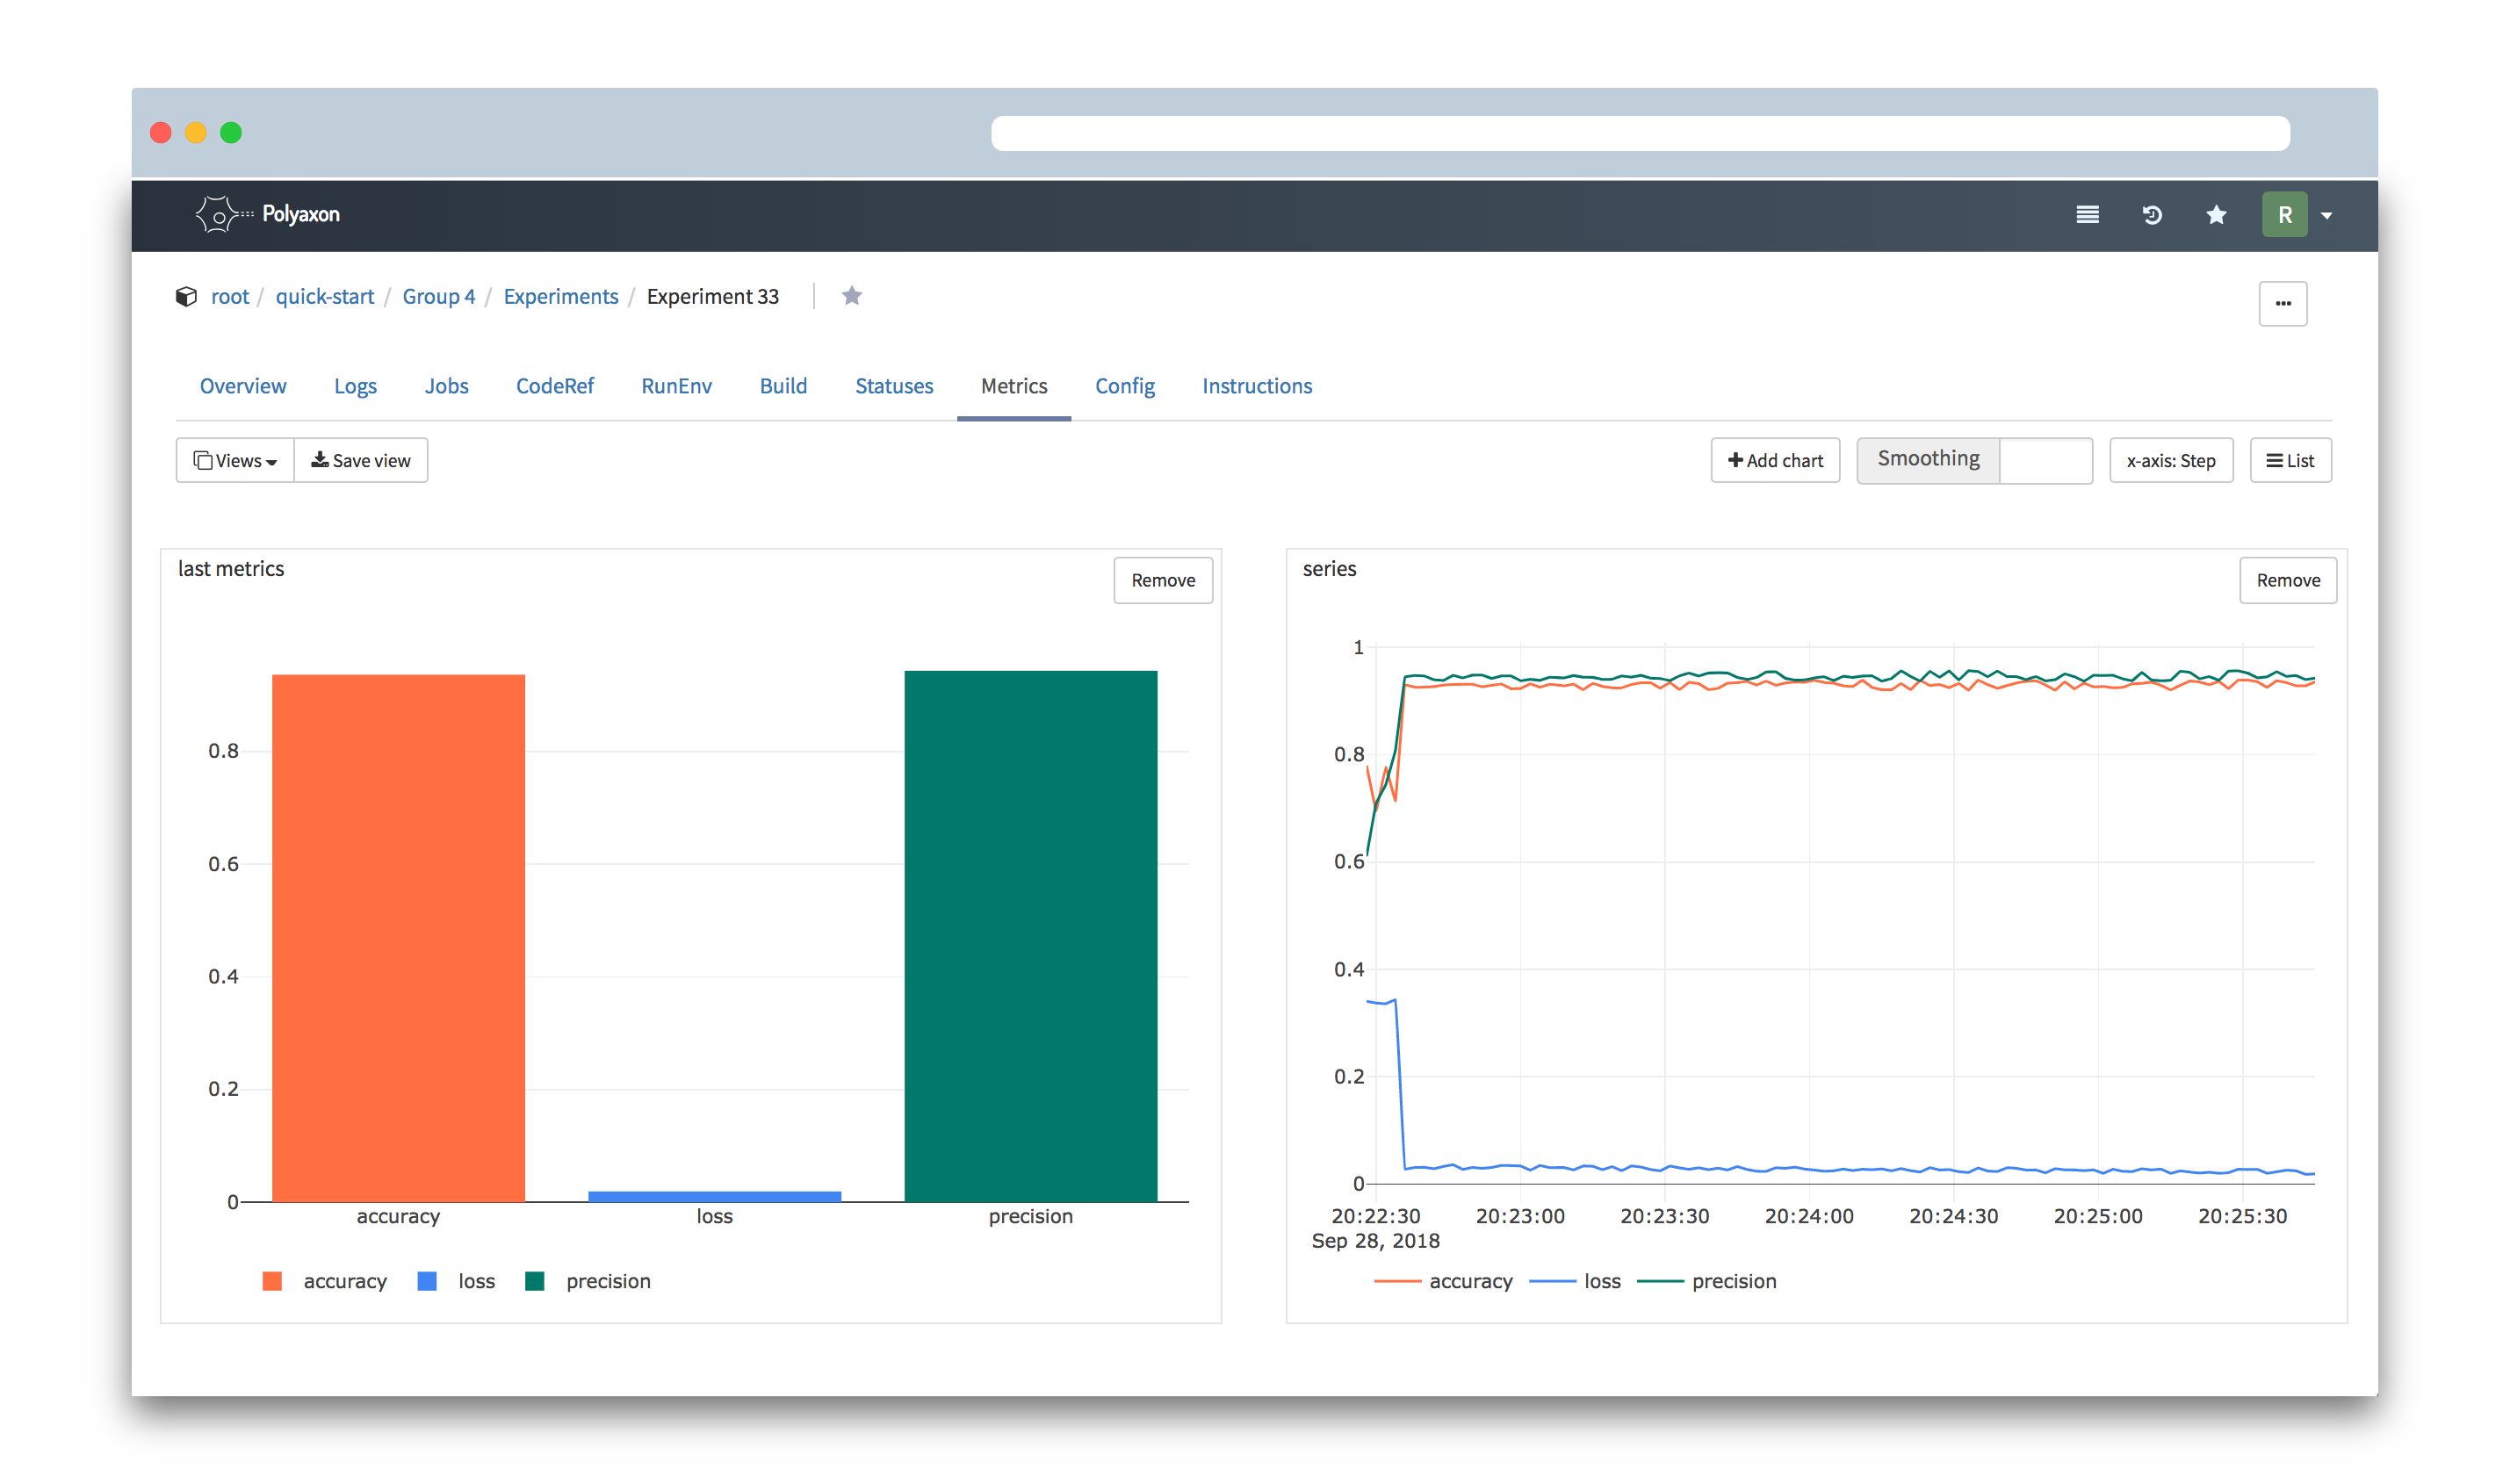 Polyaxon
R
root / quick-start / Group 4 / Experiments / Experiment 33
...
Overview Logs Jobs CodeRef RunEnv Build Statuses Metrics Config Instructions
Views Save view + Add chart Smoothing x-axis: Step List
last metrics
Remove
0.8
0.6
0.4
0.2
0
accuracy loss precision
accuracy loss precision
series
Remove
1
0.8
0.6
0.4
0.2
0
20:22:30 20:23:00 20:23:30 20:24:00 20:24:30 20:25:00 20:25:30
Sep 28, 2018
accuracy loss precision